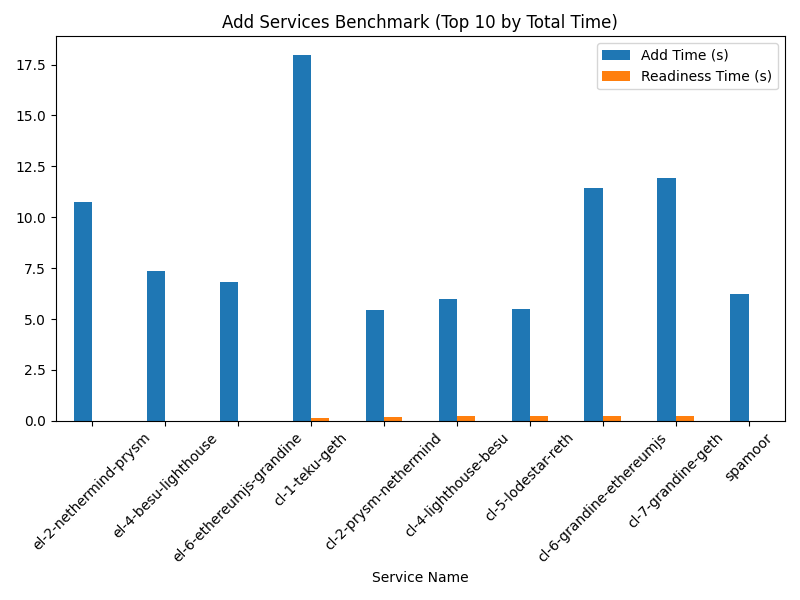 Add Services Benchmark (Top 10 by Total Time)
Add Time (s)
Readiness Time (s)
17.5
15.0
12.5
10.0
7.5
5.0
2.5
0.0
el-2-nethermind-prysm
el-4-besu-lighthouse
el-6-ethereumjs-grandine
cl-1-teku-geth
cl-2-prysm-nethermind
cl-4-lighthouse-besu
cl-5-lodestar-reth
cl-6-grandine-ethereumjs
cl-7-grandine-geth
spamoor
Service Name